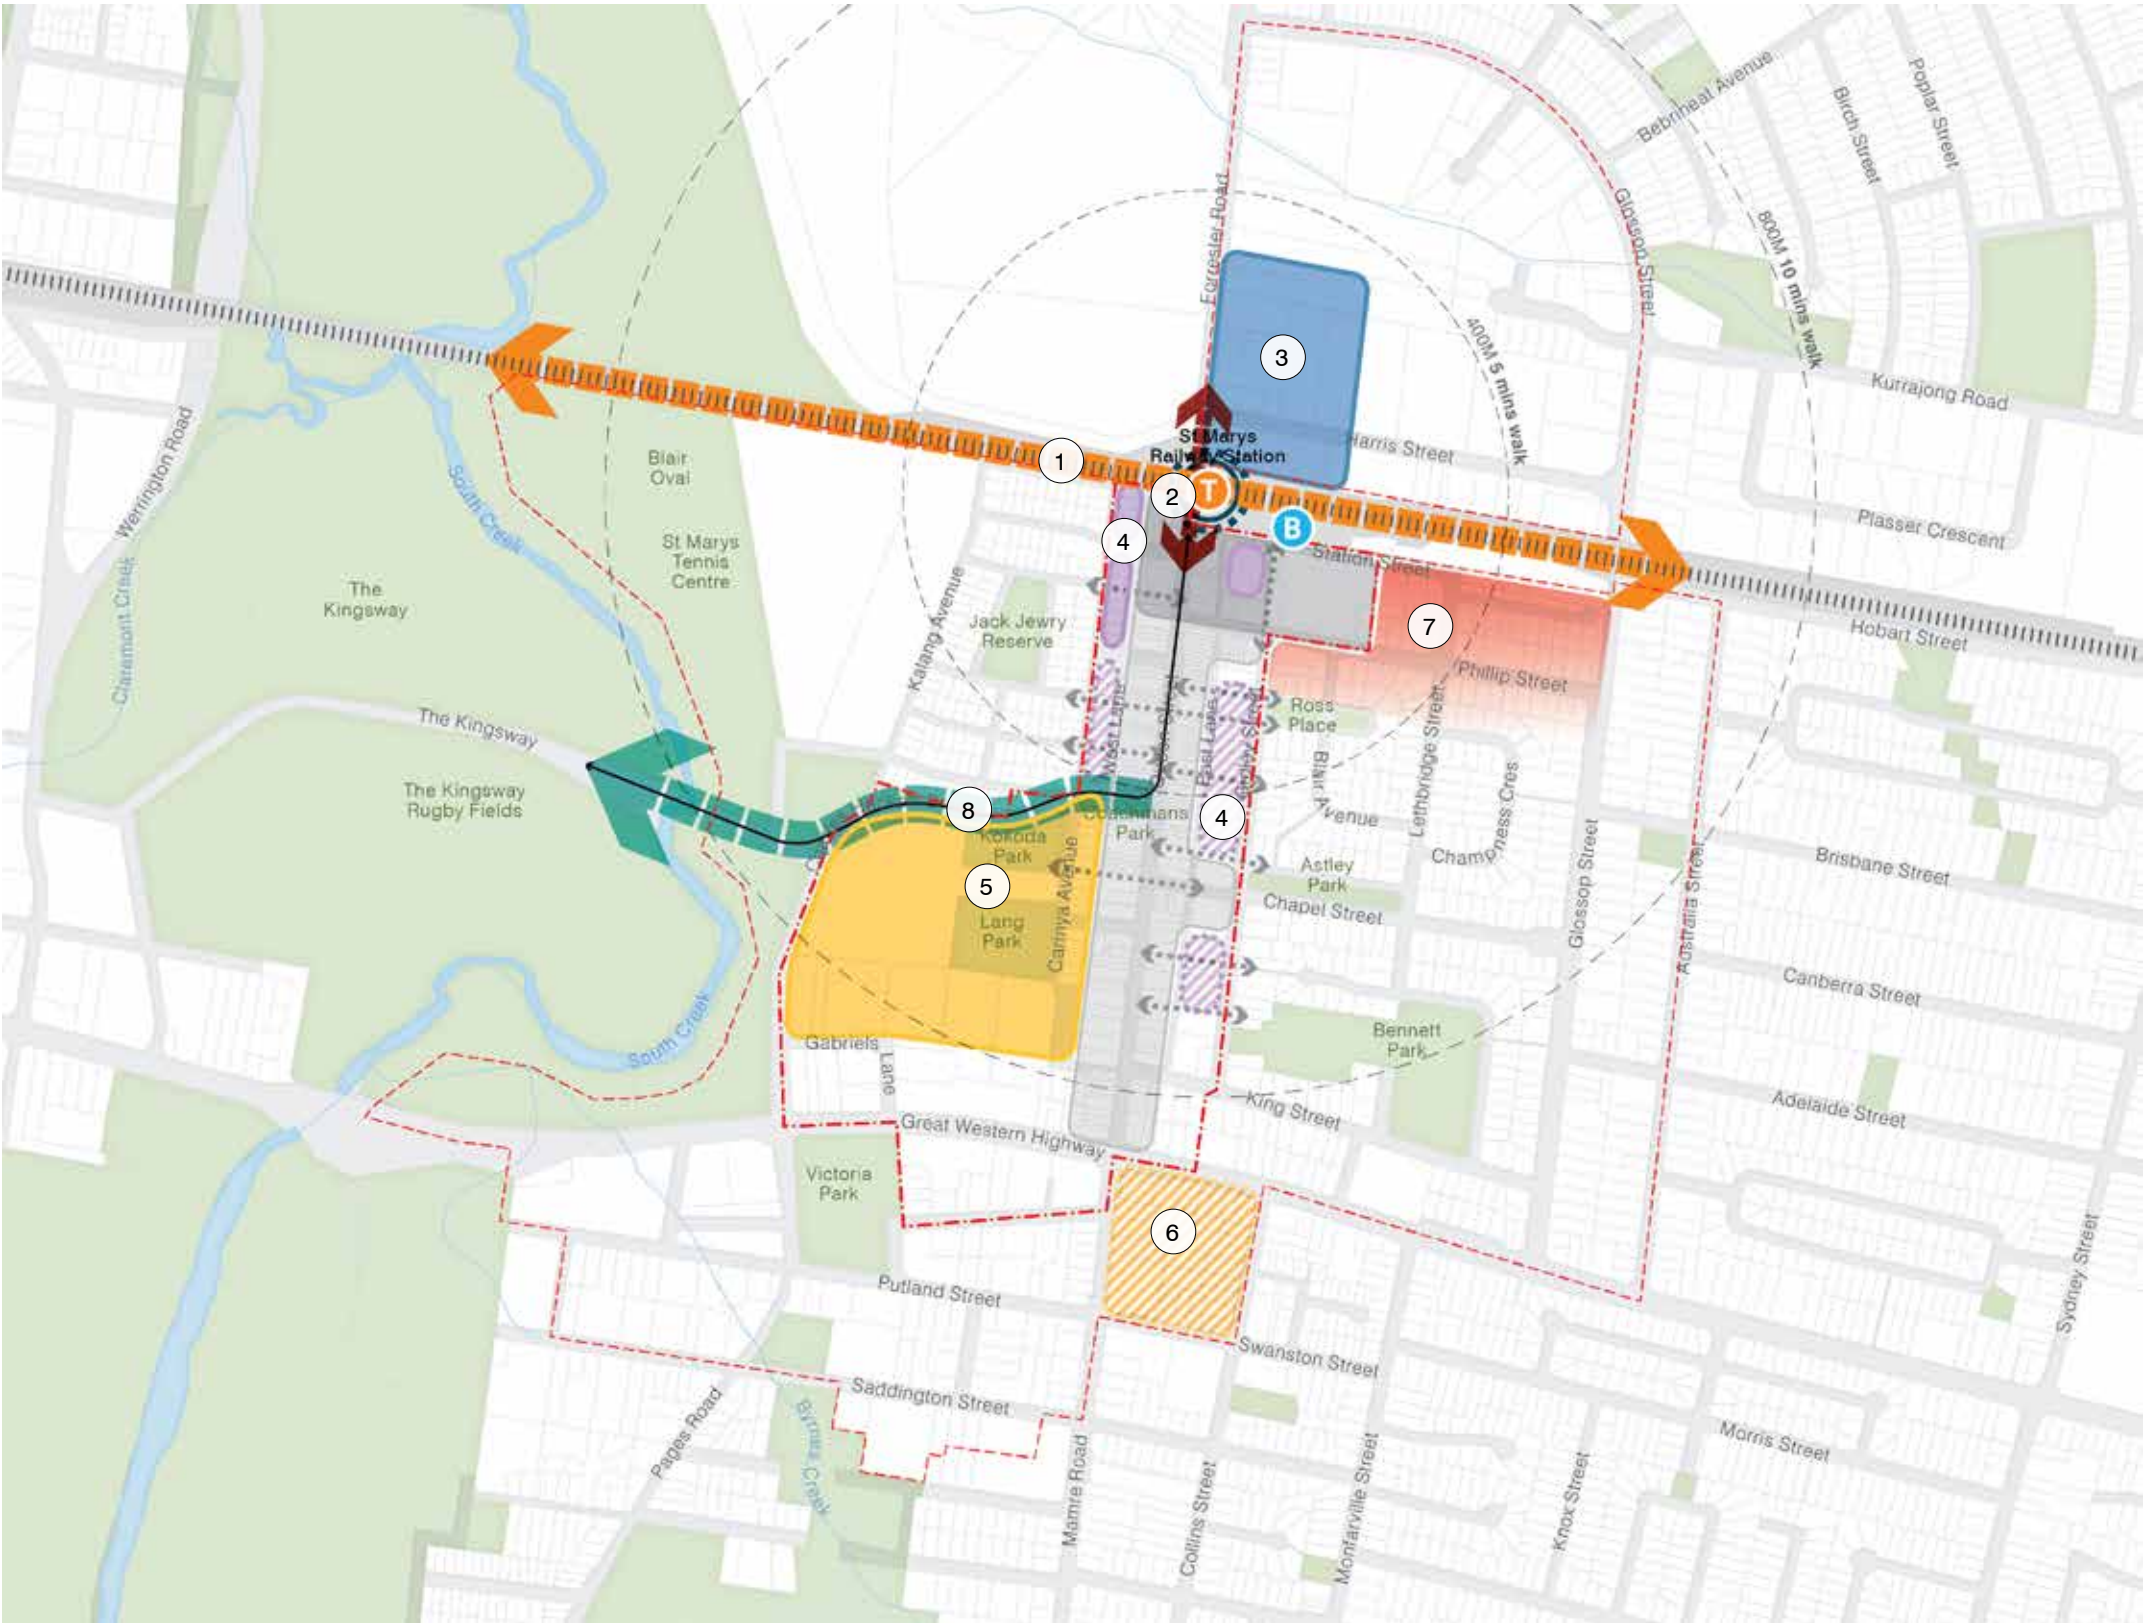 Bebrineat Avenue
Birch Street
Poplar Street
Glossop Street
800M 10 mins walk
Forrester Road
400M 5 mins walk
Kurrajong Road
3
St Marys
Railway Station
Harris Street
1
2
T
B
4
Station Street
Plasser Crescent
Hobart Street
Werrington Road
Blair
Oval
South Creek
St Marys
Tennis
Centre
The
Kingsway
Claremont Creek
Kalang Avenue
Jack Jewry
Reserve
7
Phillip Street
West Lane
East Lane
Ross
Place
Blair Avenue
Lethbridge Street
Champness Cres
The Kingsway
The Kingsway
Rugby Fields
8
Coachmans
Park
4
Kokoda
Park
5
Lang
Park
Carinya Avenue
Astley
Park
Chapel Street
Glossop Street
Australia Street
Brisbane Street
Canberra Street
South Creek
Gabriels
Lane
Bennett
Park
King Street
Adelaide Street
Great Western Highway
Victoria
Park
6
Putland Street
Swanston Street
Sydney Street
Saddington Street
Pages Road
Byrnes Creek
Mamre Road
Collins Street
Monfarville Street
Knox Street
Morris Street